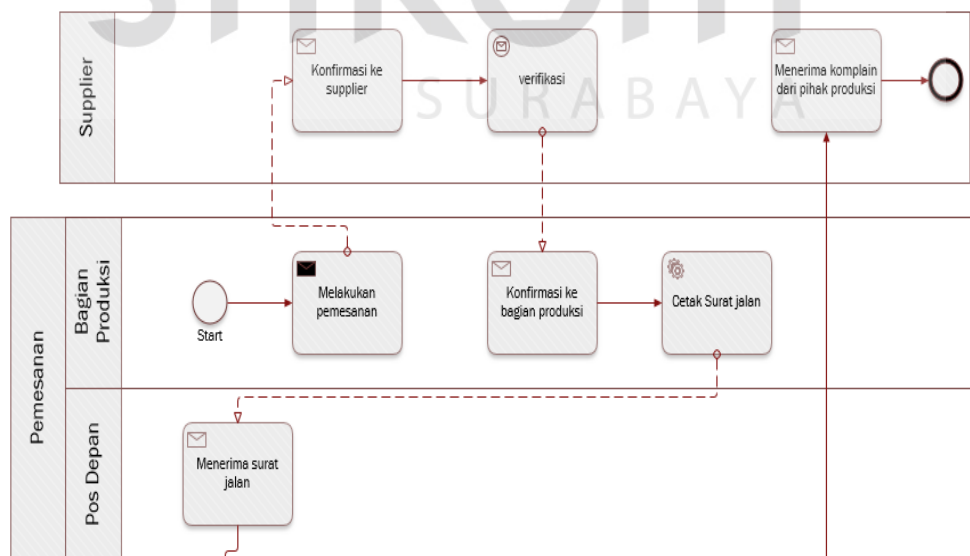 SURABAYA
Supplier
Konfirmasi ke
supplier
verifikasi
Menerima komplain
dari pihak produksi
Pemesanan
Bagian
Produksi
Start
Melakukan
pemesanan
Konfirmasi ke
bagian produksi
Cetak Surat jalan
Pos Depan
Menerima surat
jalan